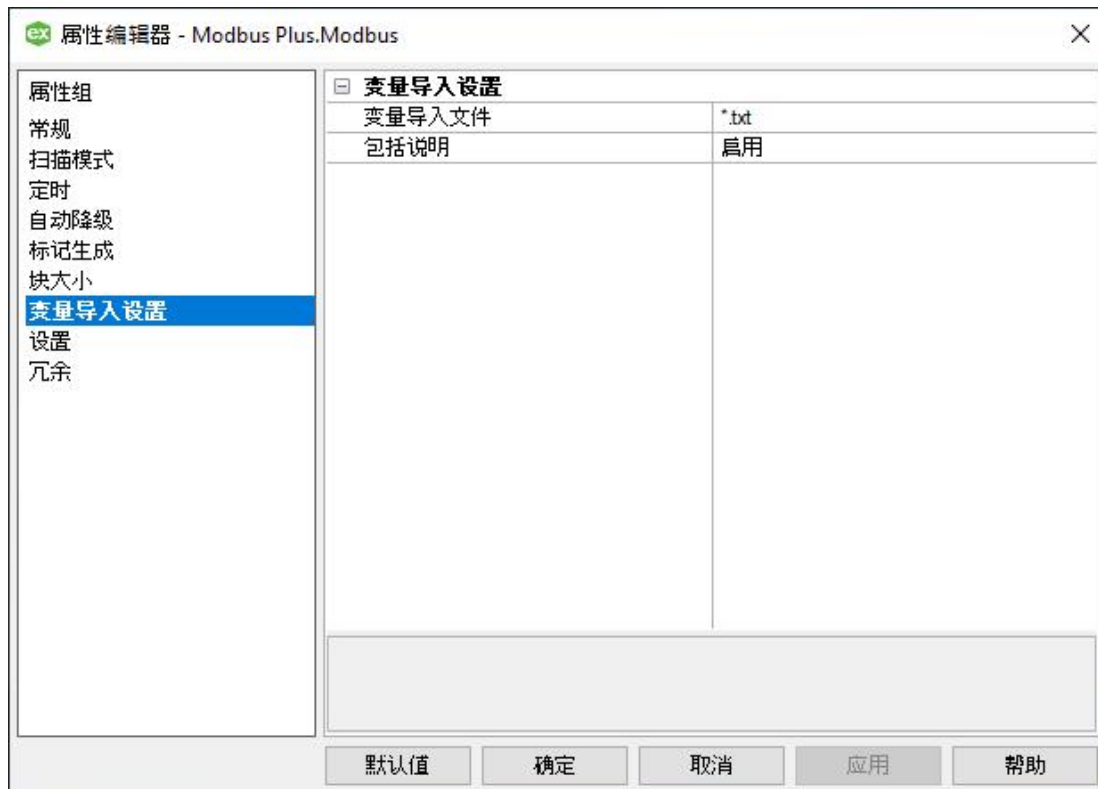 ex 属性编辑器 - Modbus Plus.Modbus
属性组
常规
扫描模式
定时
自动降级
标记生成
块大小
变量导入设置
设置
冗余
变量导入设置
变量导入文件 *.txt
包括说明 启用
默认值 确定 取消 应用 帮助